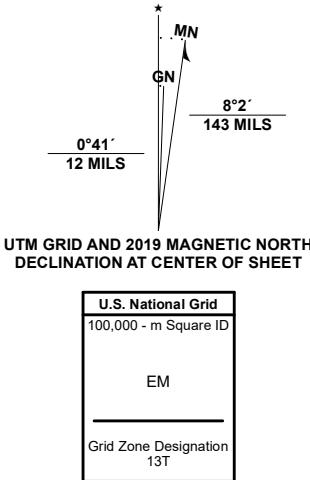 ★
MN
GN
8°2´
143 MILS
0°41´
12 MILS
UTM GRID AND 2019 MAGNETIC NORTH
DECLINATION AT CENTER OF SHEET
U.S. National Grid
100,000 - m Square ID
EM
Grid Zone Designation
13T